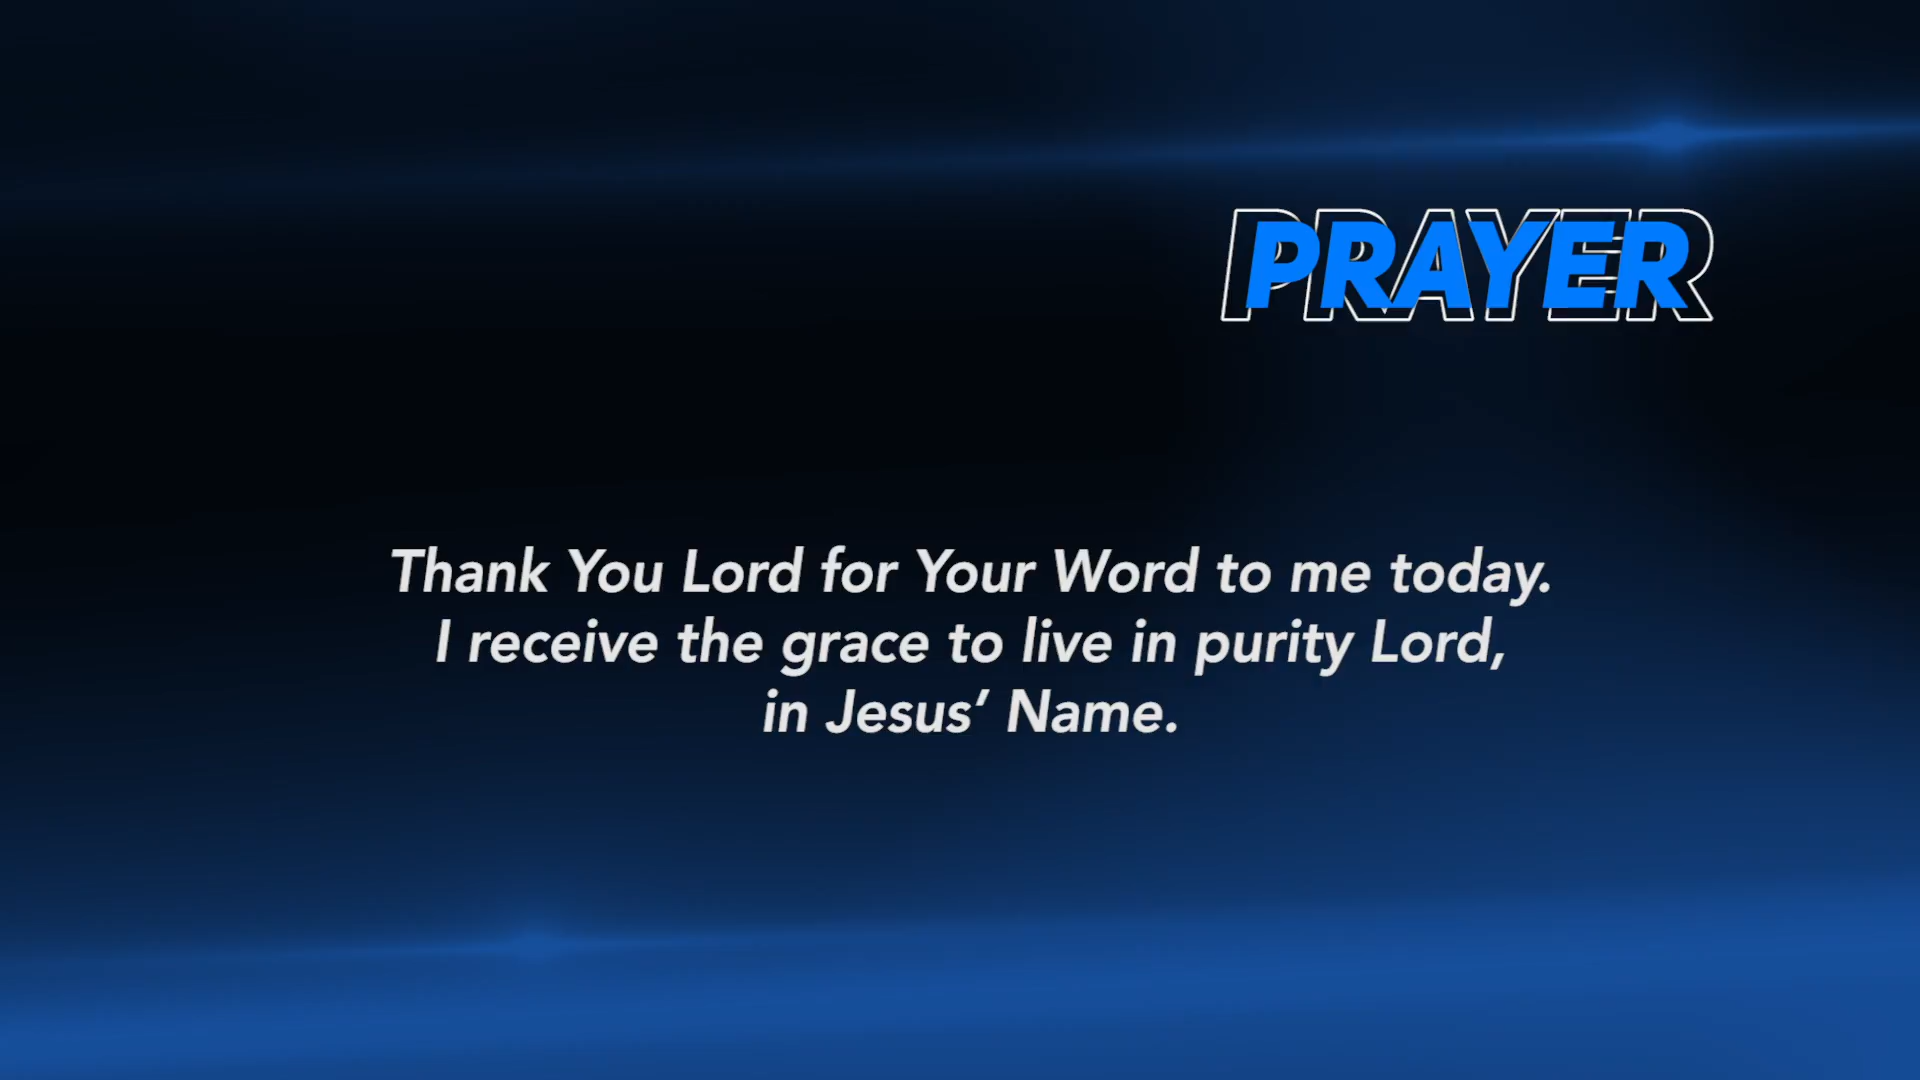 PRAYER
Thank You Lord for Your Word to me today.
I receive the grace to live in purity Lord,
in Jesus’ Name.